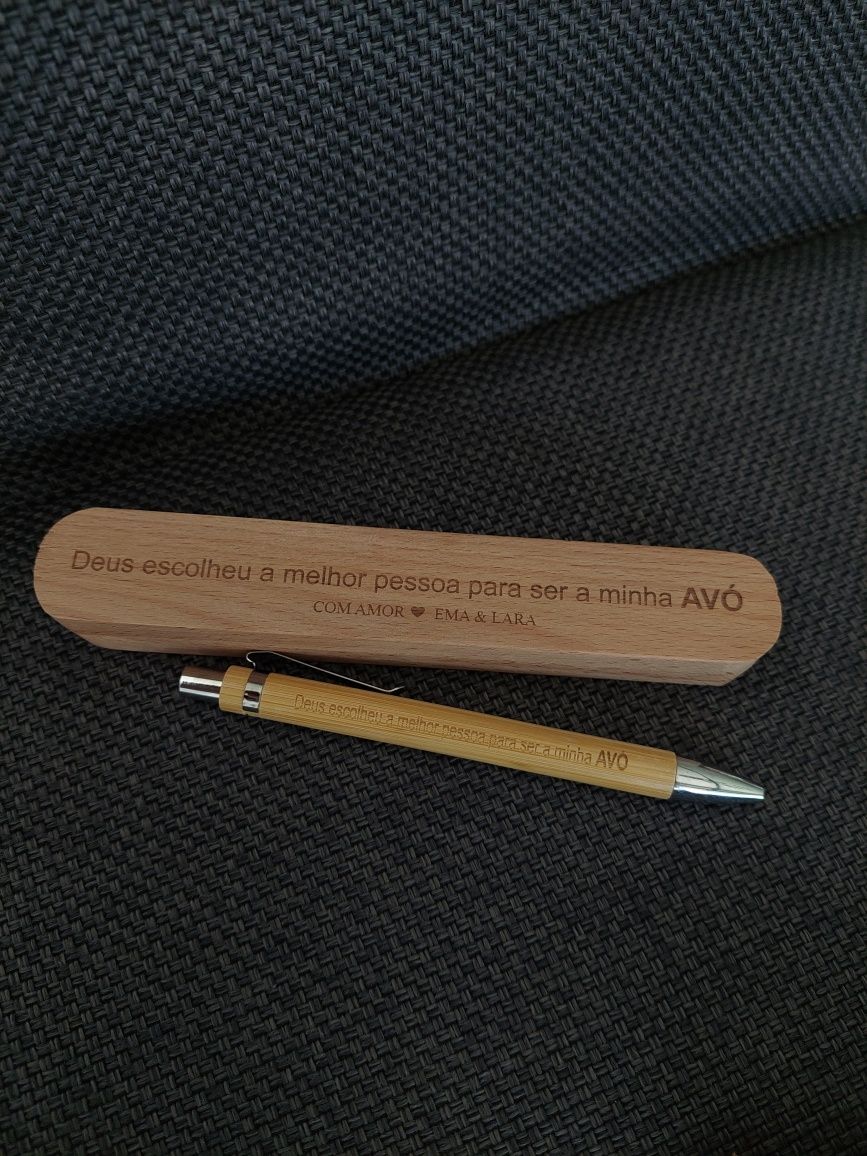 Deus escolheu a melhor pessoa para ser a minha AVÓ
COM AMOR ❤ EMA & LARA
Deus escolheu a melhor pessoa para ser a minha AVÓ